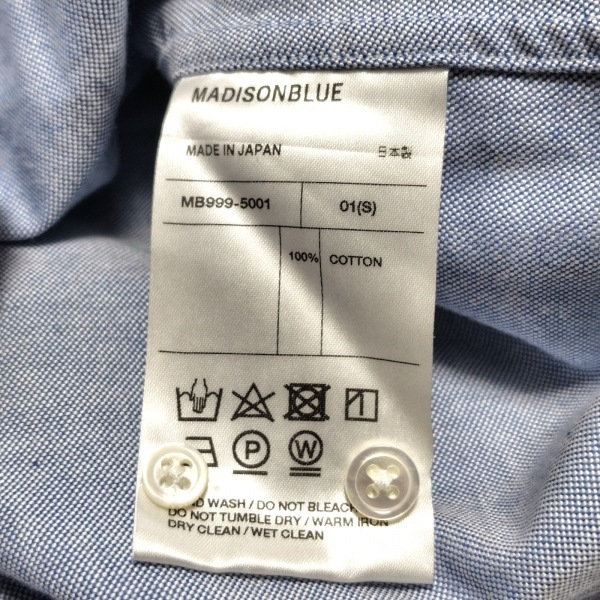 MADISONBLUE
MADE IN JAPAN 日本製
MB999-5001 01(S)
100% COTTON
P W
WASH / DO NOT BLEACH
DO NOT TUMBLE DRY / WARM IRON
DRY CLEAN / WET CLEAN